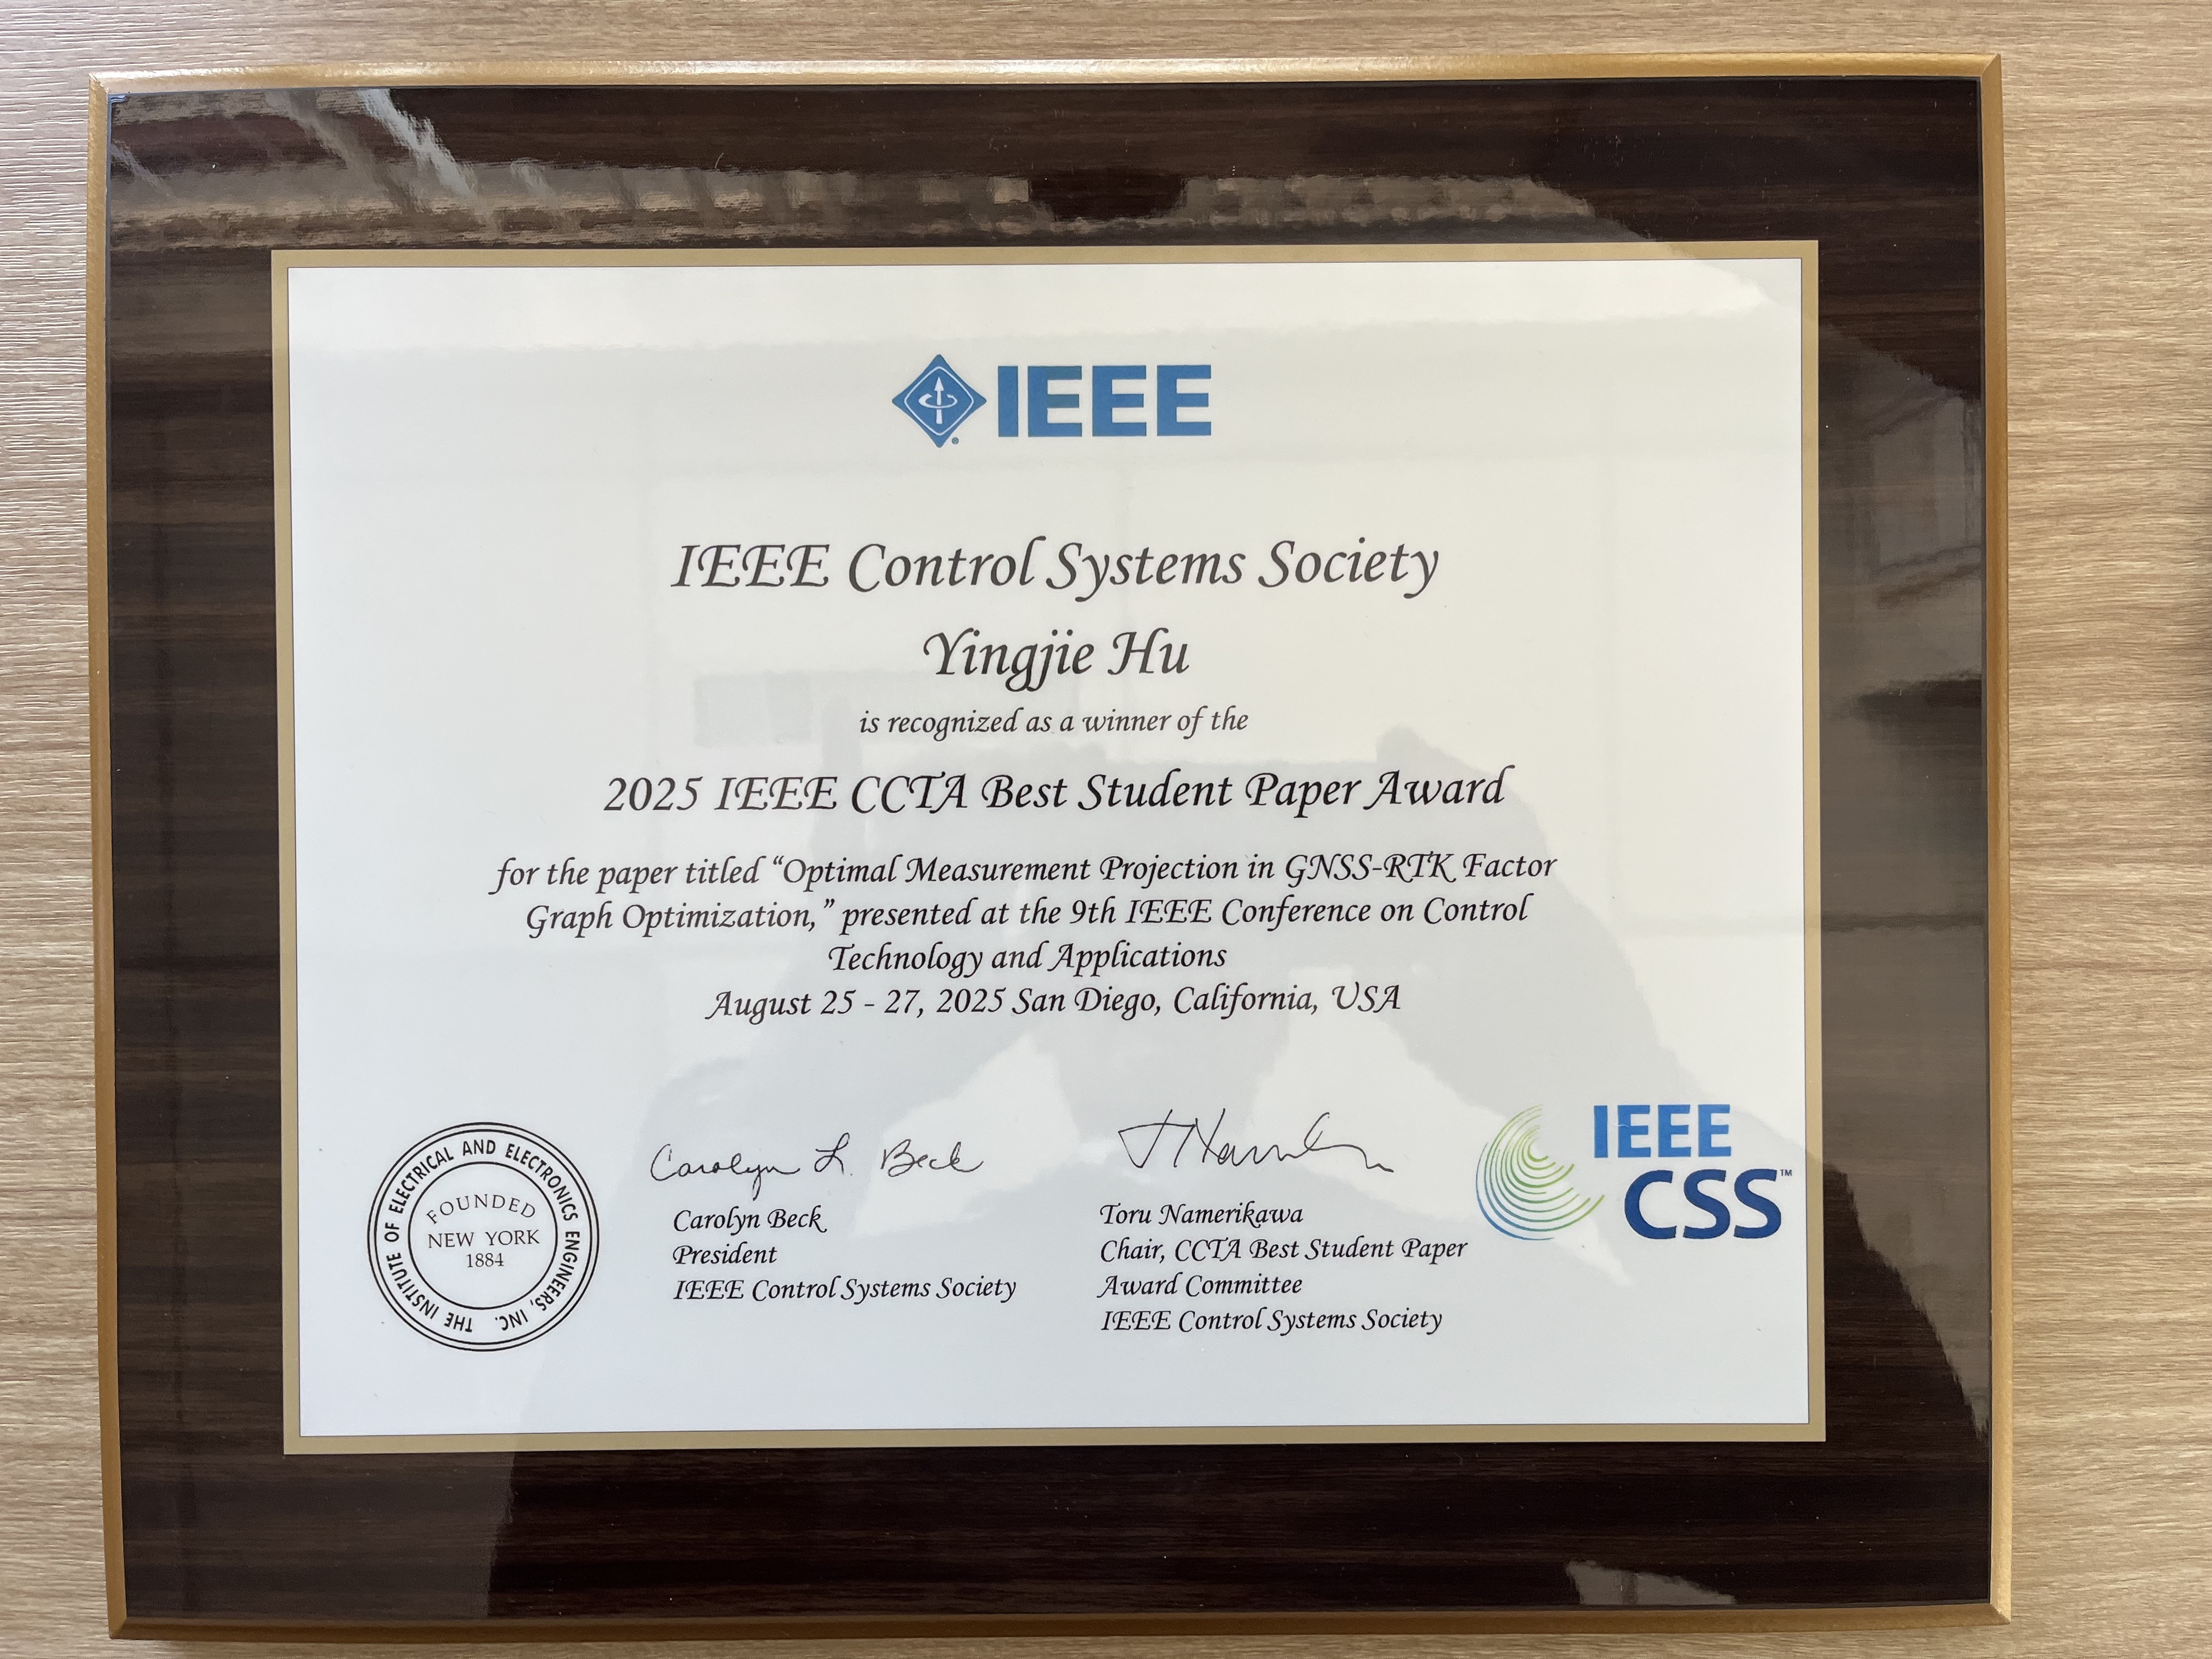 IEEE
IEEE Control Systems Society
Yingjie Hu
is recognized as a winner of the
2025 IEEE CCTA Best Student Paper Award
for the paper titled “Optimal Measurement Projection in GNSS-RTK Factor
Graph Optimization,” presented at the 9th IEEE Conference on Control
Technology and Applications
August 25 - 27, 2025 San Diego, California, USA
THE INSTITUTE OF ELECTRICAL AND ELECTRONICS ENGINEERS, INC.
FOUNDED
NEW YORK
1884
Carolyn L. Beck
Carolyn Beck
President
IEEE Control Systems Society
Toru Namerikawa
Chair, CCTA Best Student Paper
Award Committee
IEEE Control Systems Society
IEEE
CSS™